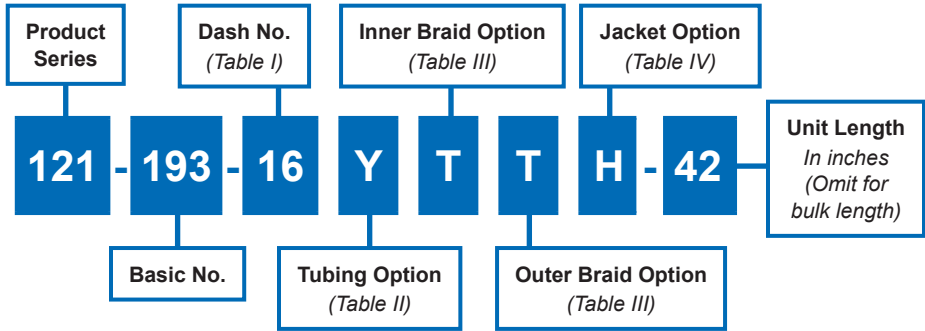 Product
Series
Dash No.
(Table I)
Inner Braid Option
(Table III)
Jacket Option
(Table IV)
121 - 193 - 16 Y T T H - 42
Unit Length
In inches
(Omit for
bulk length)
Basic No.
Tubing Option
(Table II)
Outer Braid Option
(Table III)